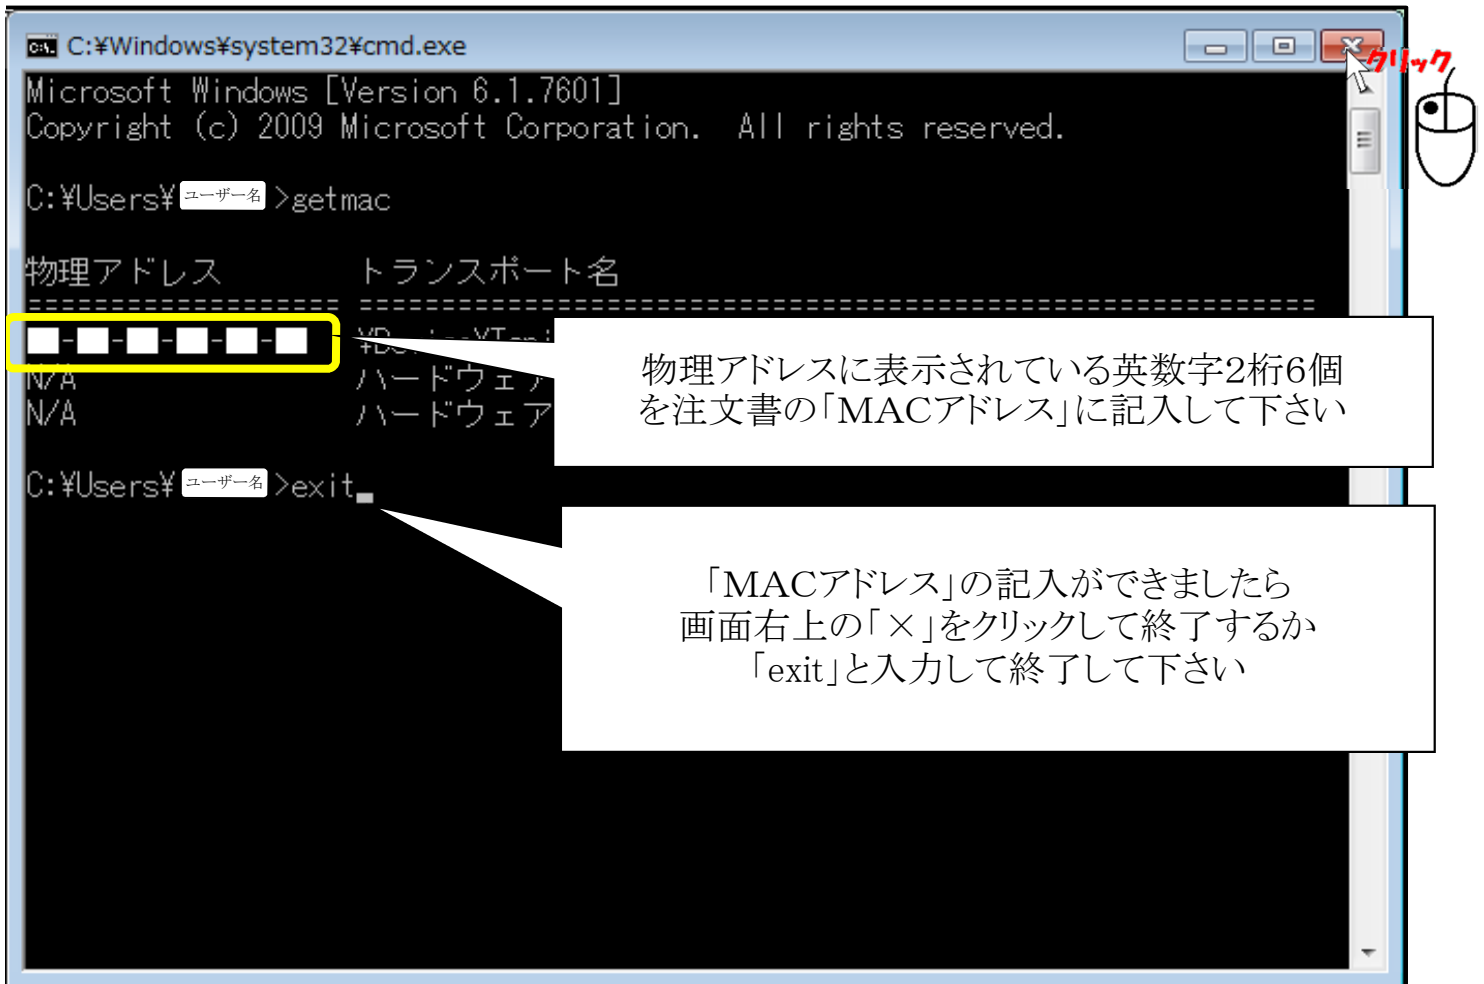 C:¥Windows¥system32¥cmd.exe
クリック
Microsoft Windows [Version 6.1.7601]
Copyright (c) 2009 Microsoft Corporation.  All rights reserved.
C:¥Users¥ ユーザー名 >getmac
物理アドレス トランスポート名
=================== ==========================================================
■-■-■-■-■-■
N/A ハードウェア
N/A ハードウェア
物理アドレスに表示されている英数字2桁6個
を注文書の「MACアドレス」に記入して下さい
C:¥Users¥ ユーザー名 >exit
「MACアドレス」の記入ができましたら
画面右上の「×」をクリックして終了するか
「exit」と入力して終了して下さい